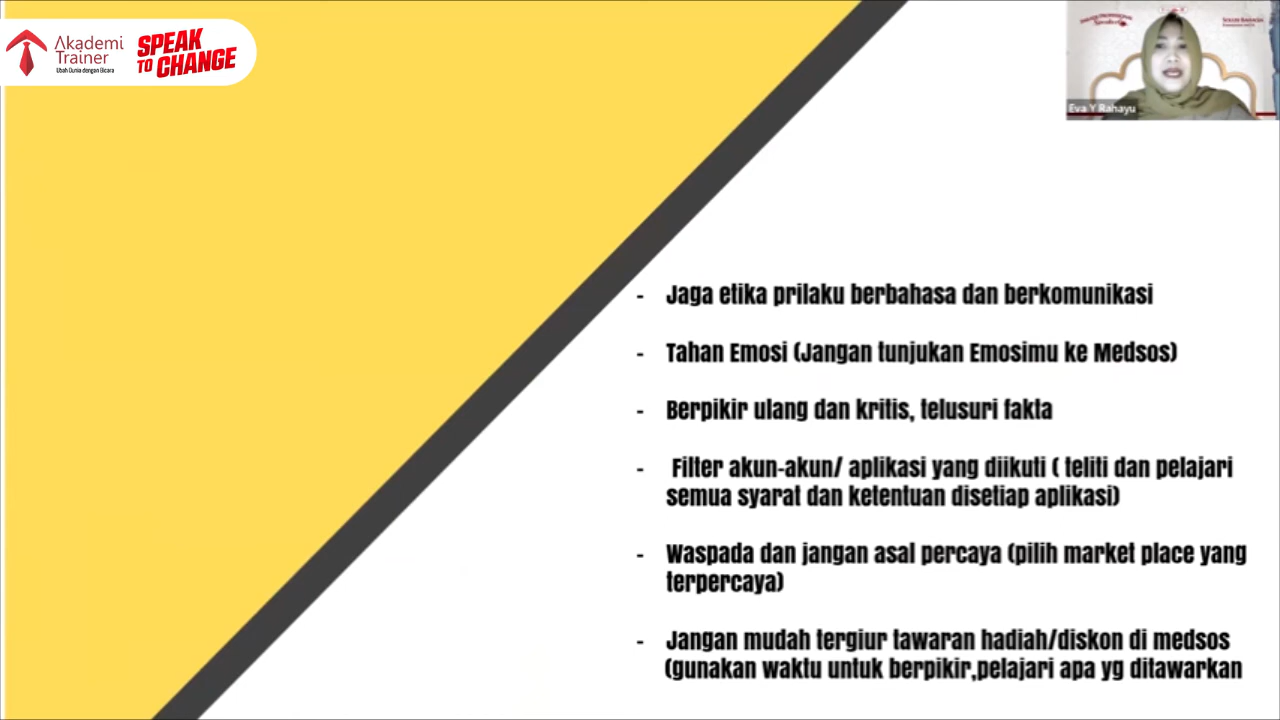 Akademi
Trainer
Ubah Dunia dengan Bicara
SPEAK
TO CHANGE
Eva Y Rahayu
- Jaga etika prilaku berbahasa dan berkomunikasi
- Tahan Emosi (Jangan tunjukan Emosimu ke Medsos)
- Berpikir ulang dan kritis, telusuri fakta
- Filter akun-akun/ aplikasi yang diikuti ( teliti dan pelajari
semua syarat dan ketentuan disetiap aplikasi)
- Waspada dan jangan asal percaya (pilih market place yang
terpercaya)
- Jangan mudah tergiur tawaran hadiah/diskon di medsos
(gunakan waktu untuk berpikir,pelajari apa yg ditawarkan